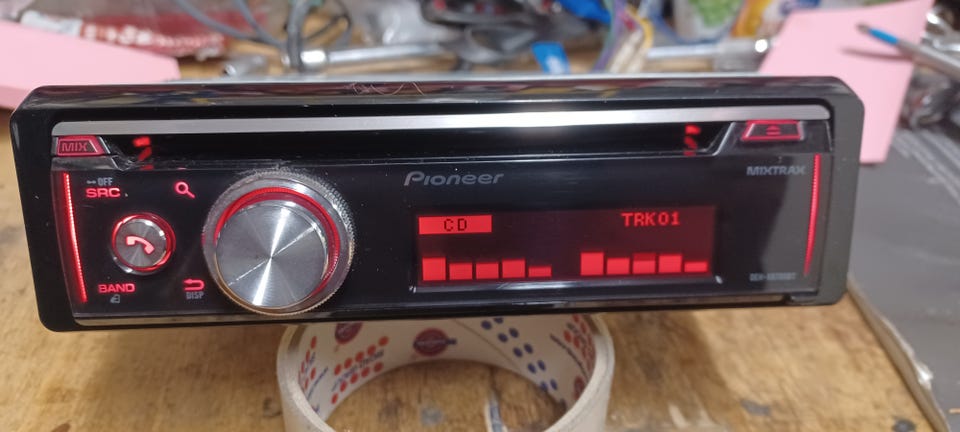 MIX
OFF
SRC
Pioneer
MIXTRAX
CD
TRK01
BAND
DISP